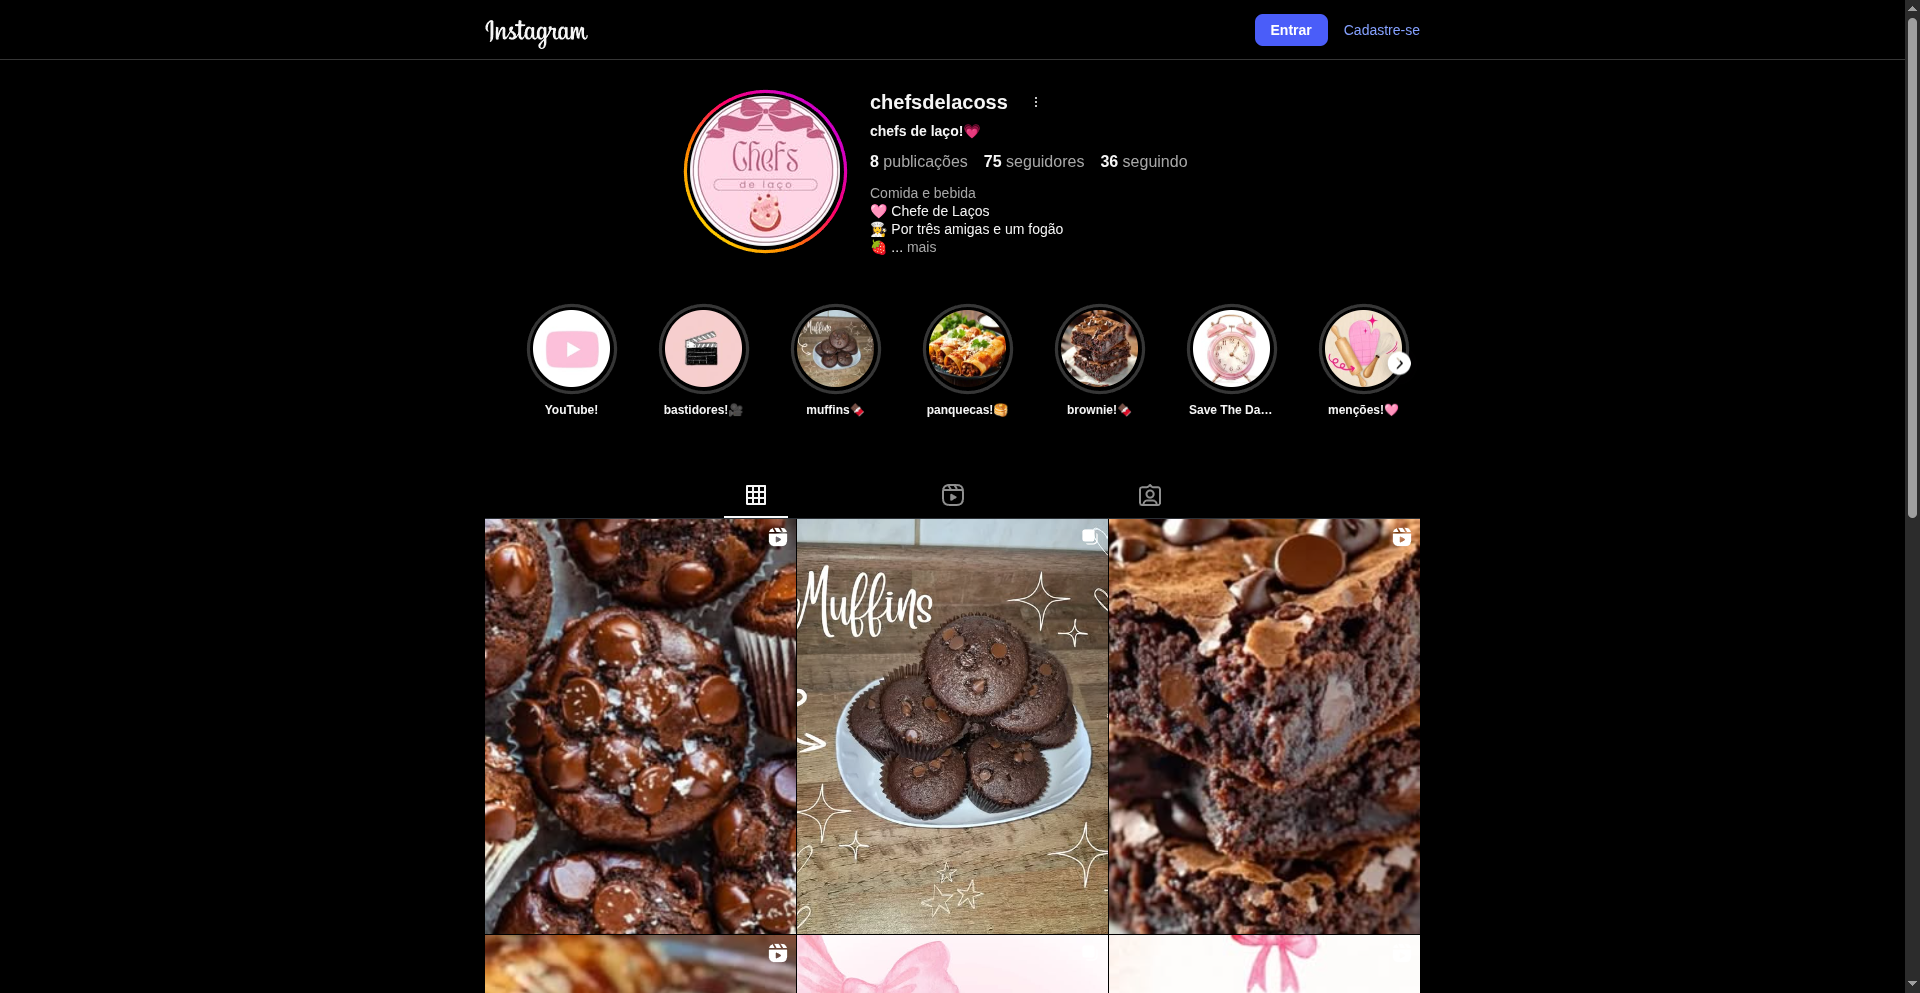 Instagram
Entrar
Cadastre-se
chefsdelacoss
chefs de laço!💗
8 publicações 75 seguidores 36 seguindo
Comida e bebida
🩷 Chefe de Laços
👩‍🍳 Por três amigas e um fogão
🍓 ... mais
Chefs
de laço
Muffins
YouTube!
bastidores!🎥
muffins🍫
panquecas!🥞
brownie!🍫
Save The Da...
menções!🩷
Muffins